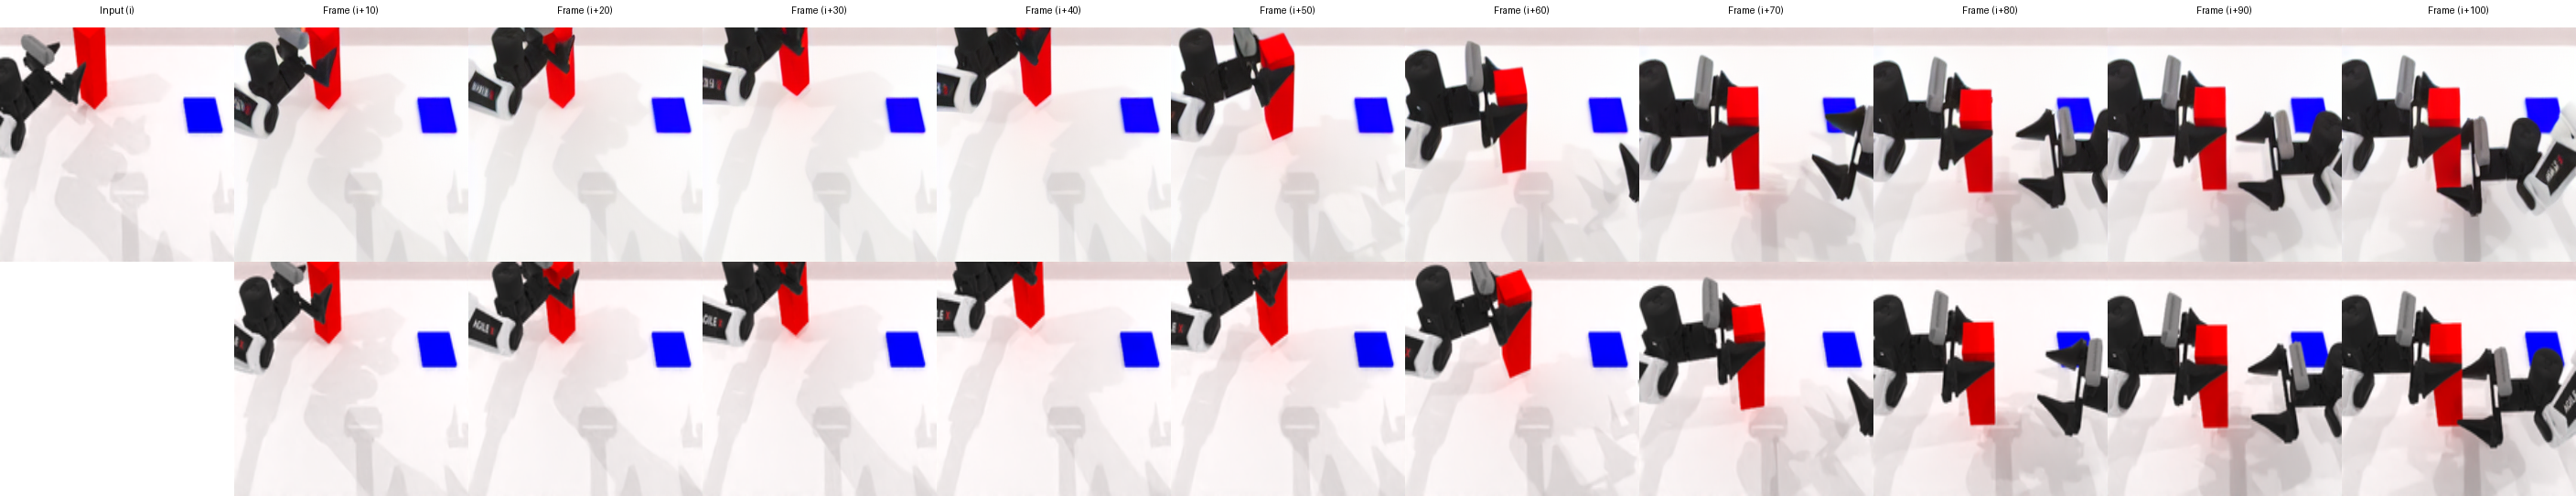 Input (i)
Frame (i+10)
Frame (i+20)
Frame (i+30)
Frame (i+40)
Frame (i+50)
Frame (i+60)
Frame (i+70)
Frame (i+80)
Frame (i+90)
Frame (i+100)